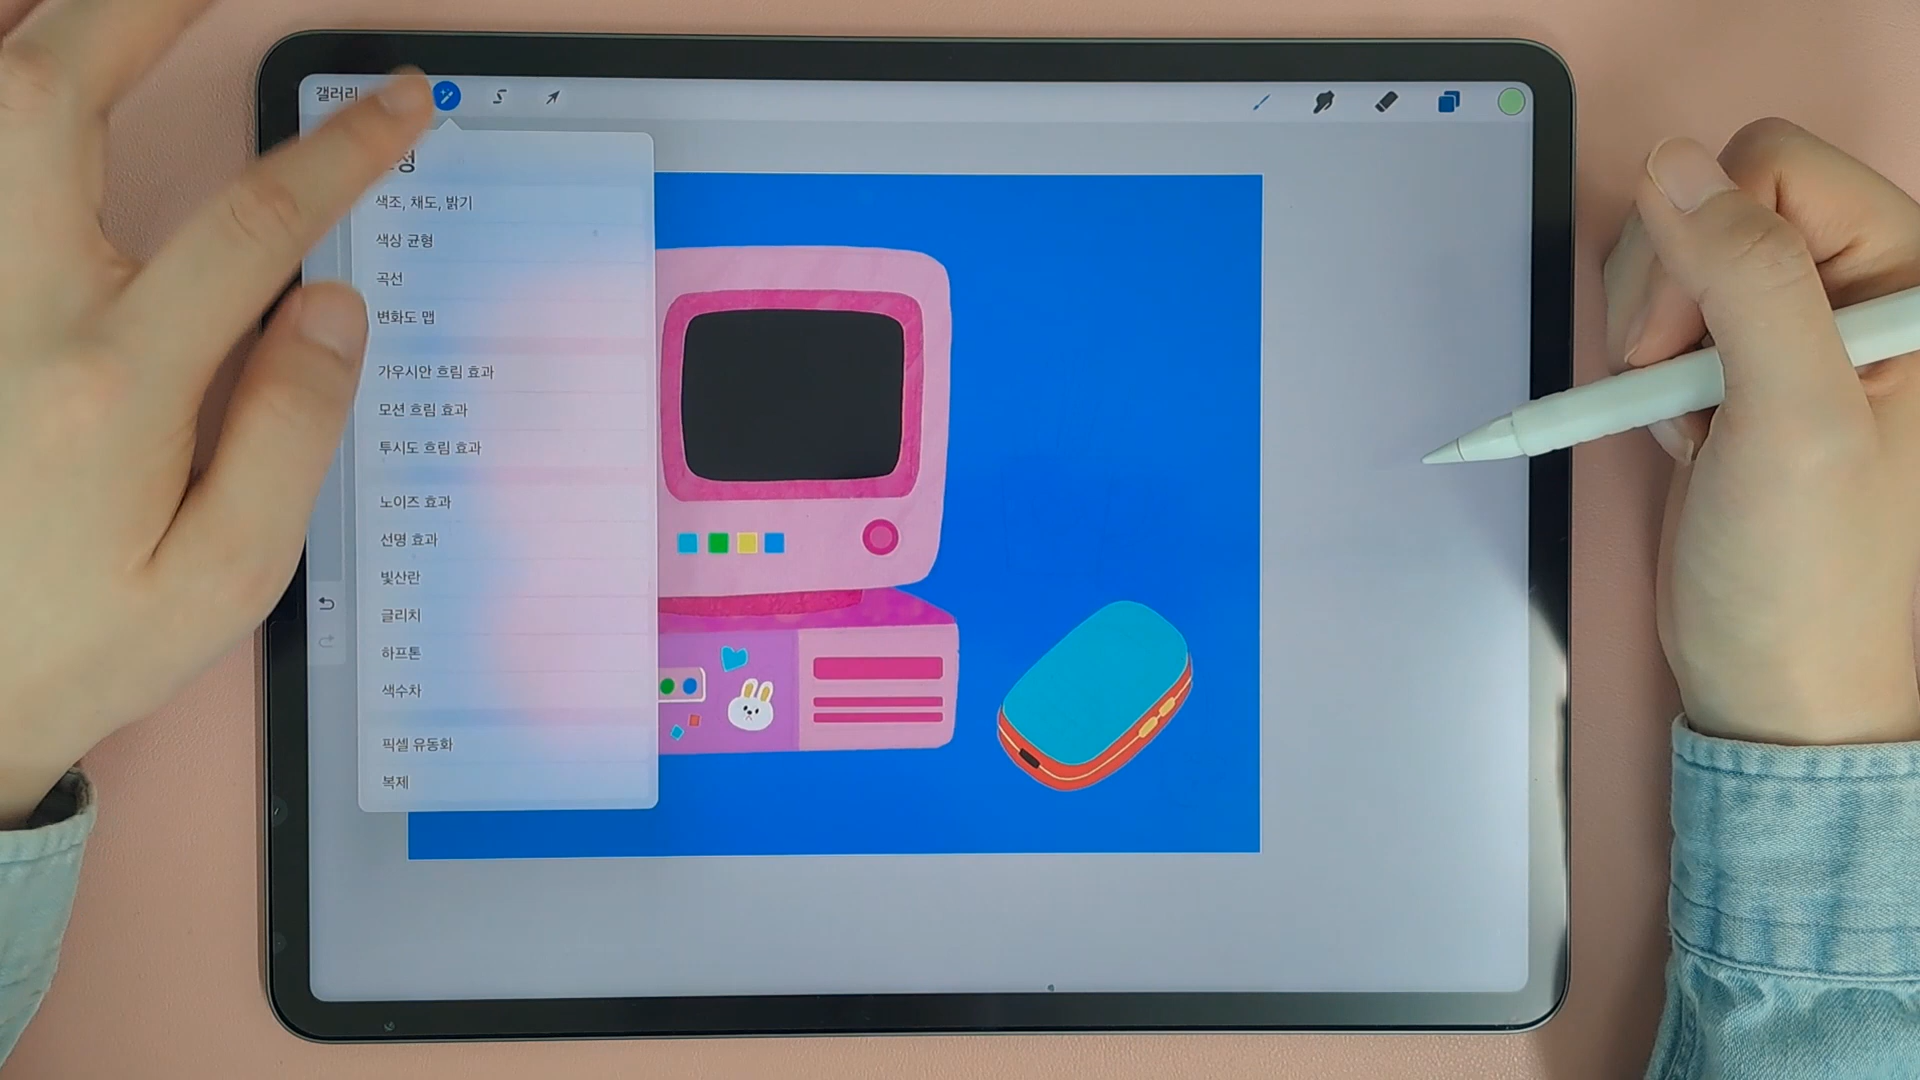 갤러리
색조, 채도, 밝기
색상 균형
곡선
변화도 맵
가우시안 흐림 효과
모션 흐림 효과
투시도 흐림 효과
노이즈 효과
선명 효과
빛산란
글리치
하프톤
색수차
픽셀 유동화
복제